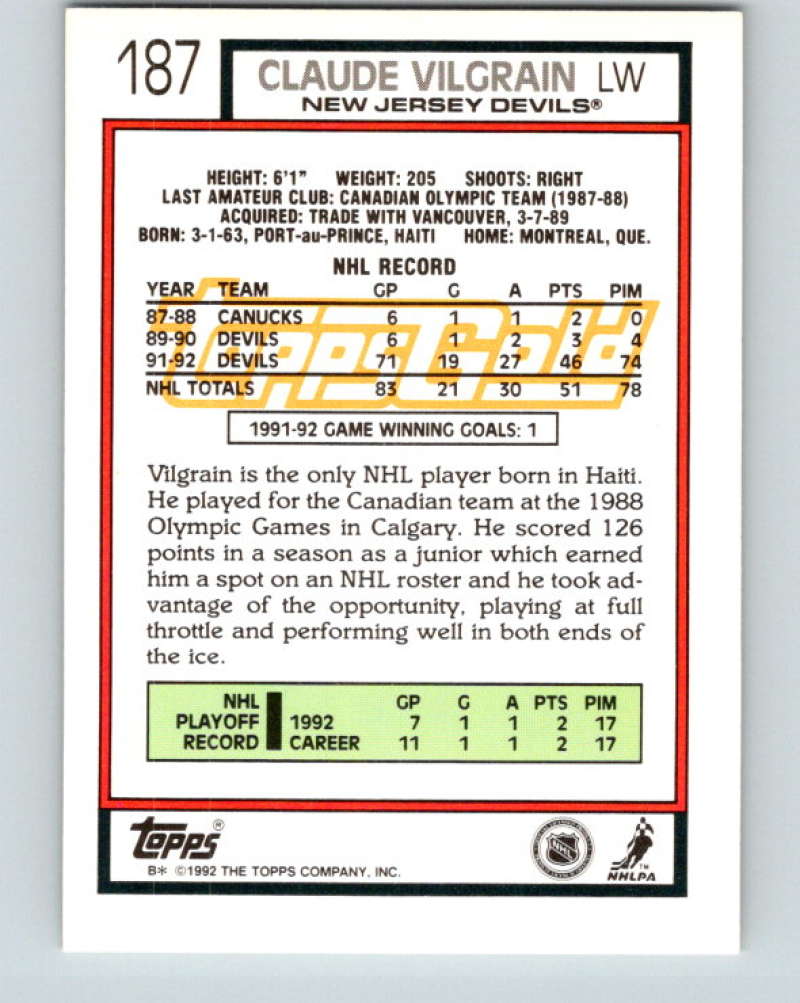 187
CLAUDE VILGRAIN LW
NEW JERSEY DEVILS®
HEIGHT: 6'1" WEIGHT: 205 SHOOTS: RIGHT
LAST AMATEUR CLUB: CANADIAN OLYMPIC TEAM (1987-88)
ACQUIRED: TRADE WITH VANCOUVER, 3-7-89
BORN: 3-1-63, PORT-au-PRINCE, HAITI HOME: MONTREAL, QUE.
NHL RECORD
YEAR TEAM GP G A PTS PIM
87-88 CANUCKS 6 1 1 2 0
89-90 DEVILS 6 1 2 3 4
91-92 DEVILS 71 19 27 46 74
NHL TOTALS 83 21 30 51 78
ToppsGold
1991-92 GAME WINNING GOALS: 1
Vilgrain is the only NHL player born in Haiti.
He played for the Canadian team at the 1988
Olympic Games in Calgary. He scored 126
points in a season as a junior which earned
him a spot on an NHL roster and he took ad-
vantage of the opportunity, playing at full
throttle and performing well in both ends of
the ice.
NHL GP G A PTS PIM
PLAYOFF 1992 7 1 1 2 17
RECORD CAREER 11 1 1 2 17
Topps®
B* ©1992 THE TOPPS COMPANY, INC.
NHL
TM
NHLPA